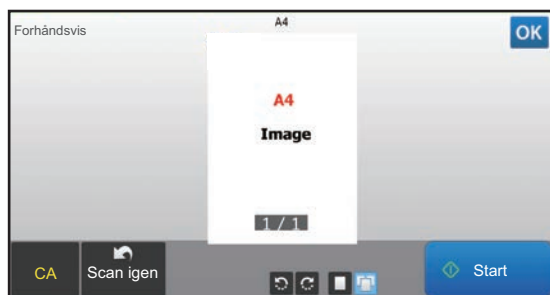 A4
Forhåndsvis
OK
A4
Image
1 / 1
CA
Scan igen
Start